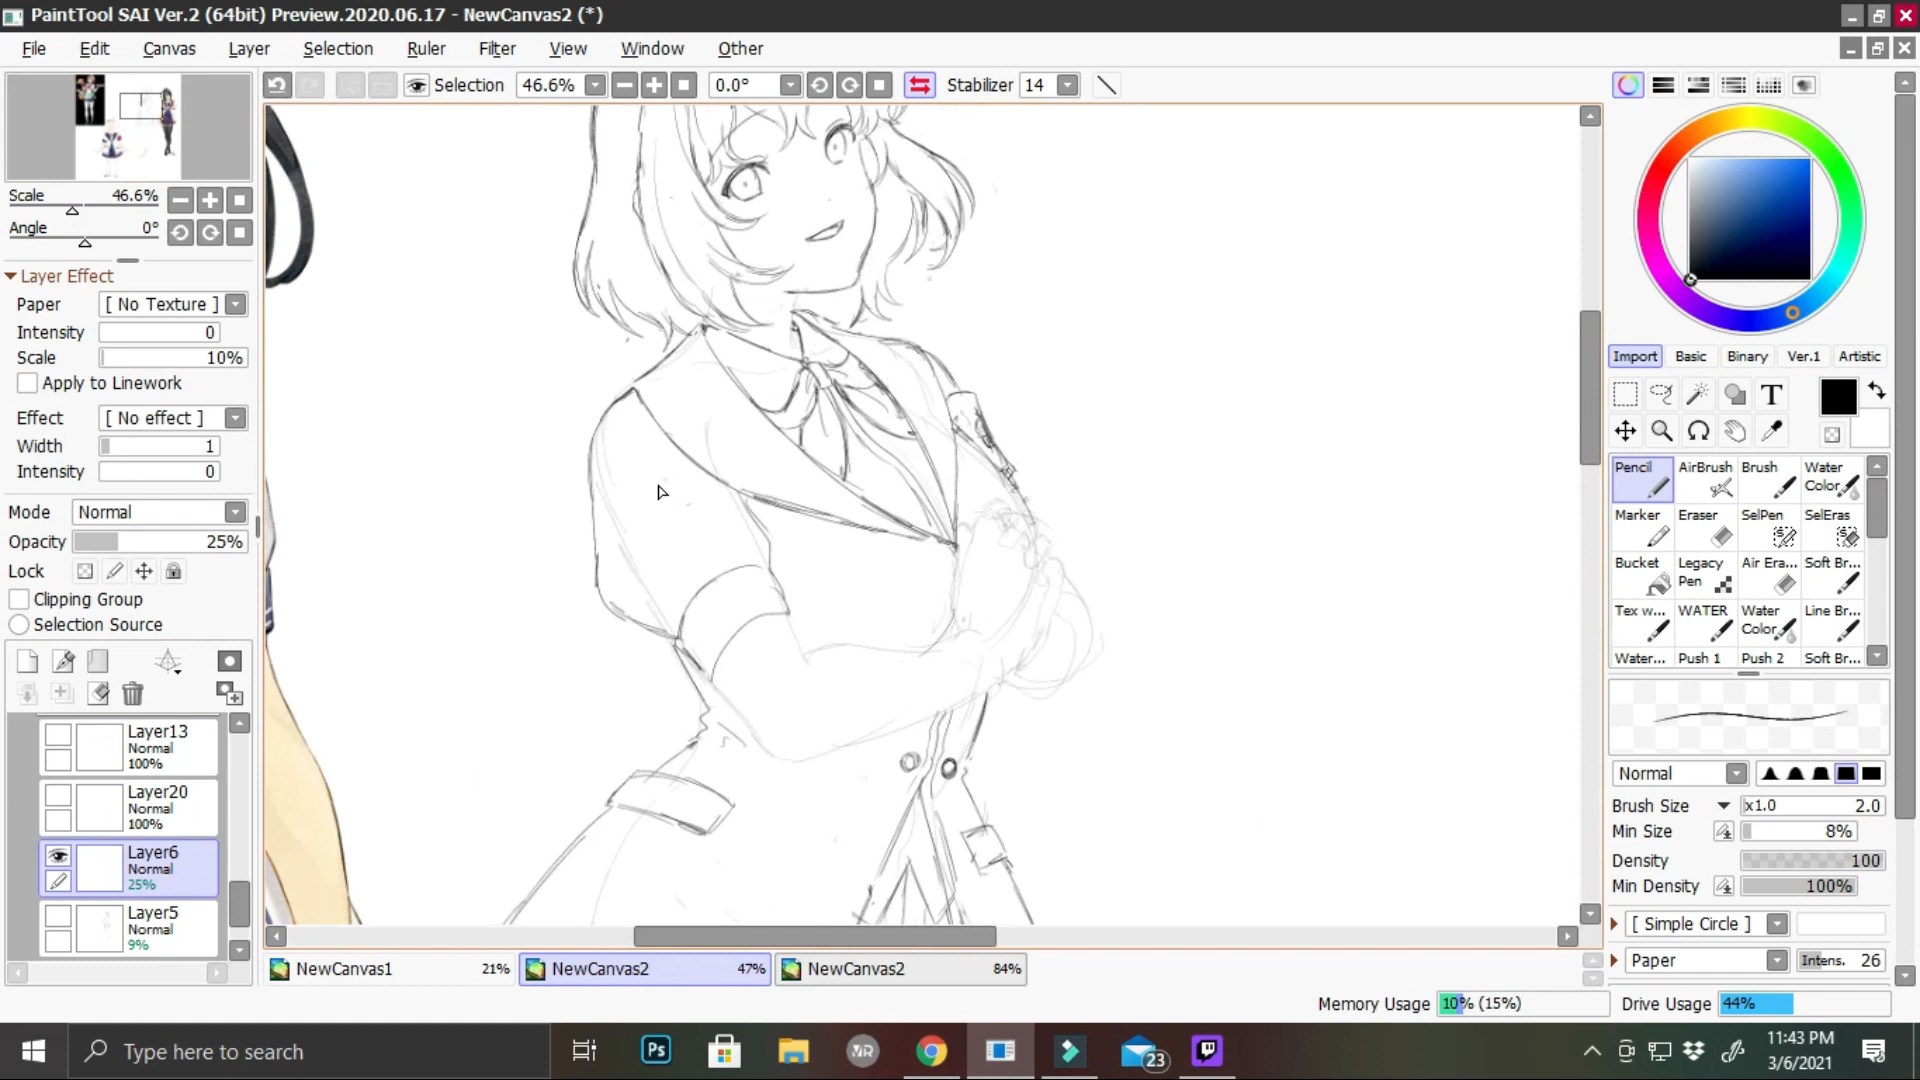 PaintTool SAI Ver.2 (64bit) Preview.2020.06.17 - NewCanvas2 (*)
File Edit Canvas Layer Selection Ruler Filter View Window Other
Selection 46.6% 0.0° Stabilizer 14
Scale 46.6%
Angle 0°
Layer Effect
Paper [ No Texture ]
Intensity 0
Scale 10%
Apply to Linework
Effect [ No effect ]
Width 1
Intensity 0
Mode Normal
Opacity 25%
Lock
Clipping Group
Selection Source
Layer13
Normal
100%
Layer20
Normal
100%
Layer6
Normal
25%
Layer5
Normal
9%
Import Basic Binary Ver.1 Artistic
T
Pencil AirBrush Brush Water Color
Marker Eraser SelPen SelEras
Bucket Legacy Pen Air Era... Soft Br...
Tex w... WATER Water Color Line Br...
Water... Push 1 Push 2 Soft Br...
Normal
Brush Size x1.0 2.0
Min Size 8%
Density 100
Min Density 100%
[ Simple Circle ]
Paper Intens. 26
NewCanvas1 21% NewCanvas2 47% NewCanvas2 84%
Memory Usage 10% (15%) Drive Usage 44%
Type here to search
Ps
23
11:43 PM
3/6/2021